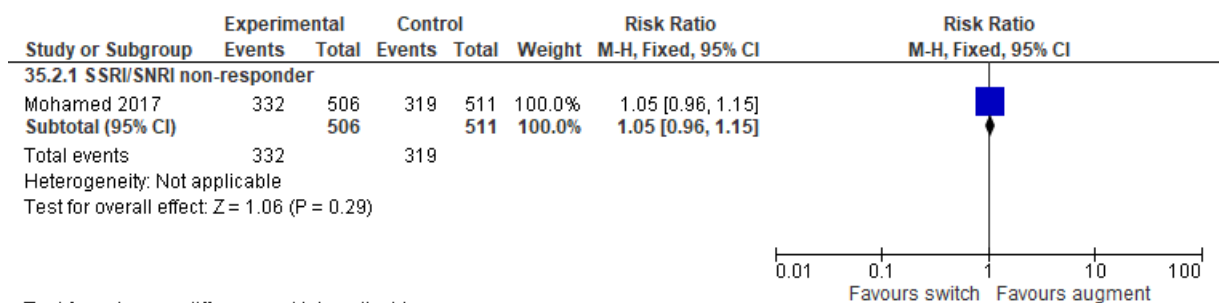 Experimental Control Risk Ratio Risk Ratio
Study or Subgroup Events Total Events Total Weight M-H, Fixed, 95% CI M-H, Fixed, 95% CI
35.2.1 SSRI/SNRI non-responder
Mohamed 2017 332 506 319 511 100.0% 1.05 [0.96, 1.15]
Subtotal (95% CI) 506 511 100.0% 1.05 [0.96, 1.15]
Total events 332 319
Heterogeneity: Not applicable
Test for overall effect: Z = 1.06 (P = 0.29)
0.01 0.1 1 10 100
Favours switch Favours augment